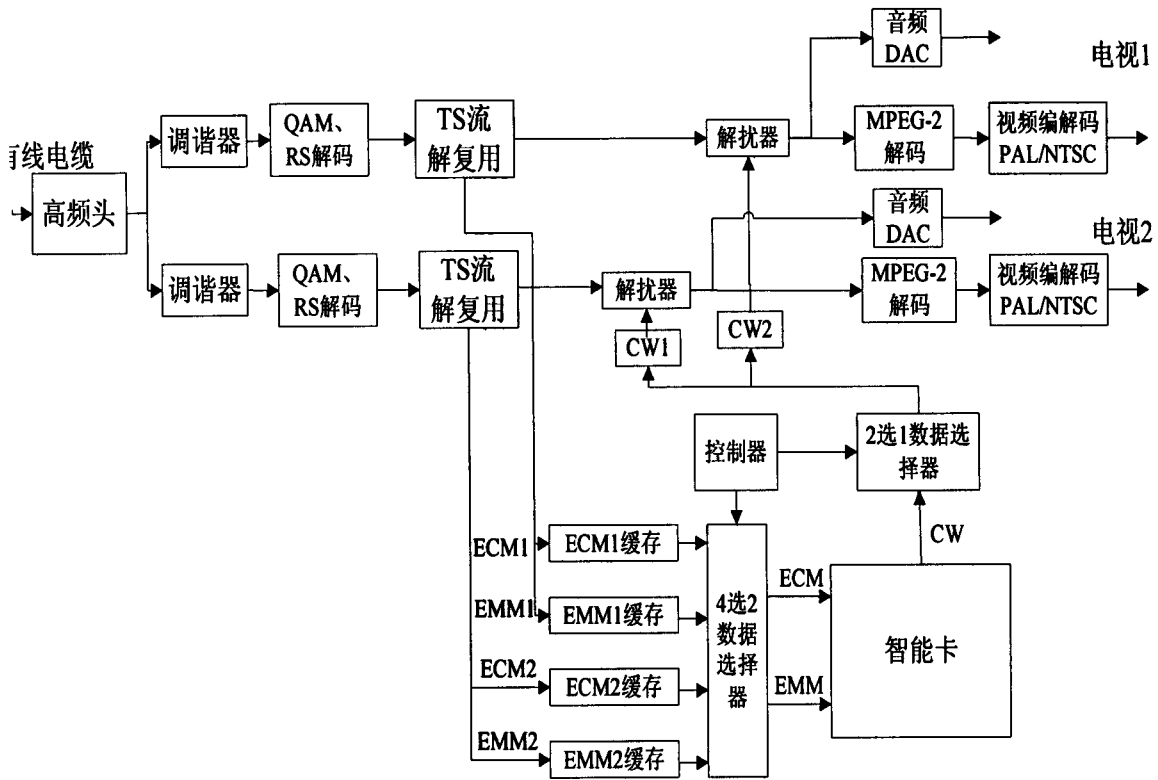 音频
DAC
电视1
调谐器
QAM、
RS解码
TS流
解复用
解扰器
MPEG-2
解码
视频编解码
PAL/NTSC
有线电缆
高频头
音频
DAC
电视2
调谐器
QAM、
RS解码
TS流
解复用
解扰器
MPEG-2
解码
视频编解码
PAL/NTSC
CW1
CW2
控制器
2选1数据选
择器
CW
ECM1
ECM1缓存
EMM1
EMM1缓存
ECM2
ECM2缓存
EMM2
EMM2缓存
4选2
数据
选择
器
ECM
EMM
智能卡